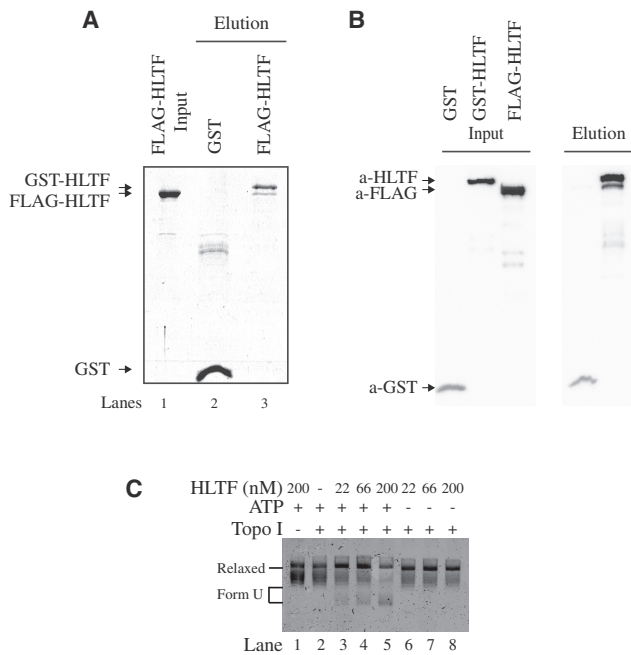 A
Elution
FLAG-HLTF
Input
GST
FLAG-HLTF
GST-HLTF
FLAG-HLTF
GST
Lanes 1 2 3
B
GST
GST-HLTF
FLAG-HLTF
Input
Elution
a-HLTF
a-FLAG
a-GST
C
HLTF (nM) 200 - 22 66 200 22 66 200
ATP + + + + + - - -
Topo I - + + + + + + +
Relaxed
Form U
Lane 1 2 3 4 5 6 7 8